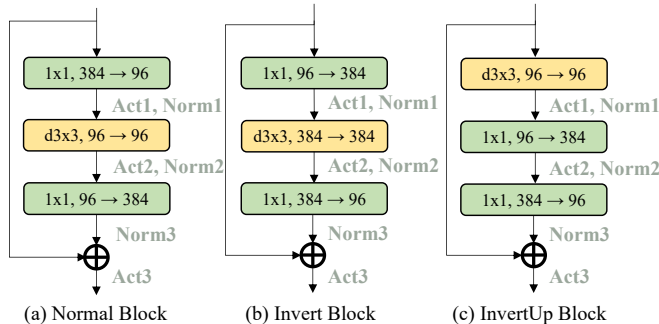 1x1, 384 → 96
Act1, Norm1
d3x3, 96 → 96
Act2, Norm2
1x1, 96 → 384
Norm3
Act3
(a) Normal Block
1x1, 96 → 384
Act1, Norm1
d3x3, 384 → 384
Act2, Norm2
1x1, 384 → 96
Norm3
Act3
(b) Invert Block
d3x3, 96 → 96
Act1, Norm1
1x1, 96 → 384
Act2, Norm2
1x1, 384 → 96
Norm3
Act3
(c) InvertUp Block